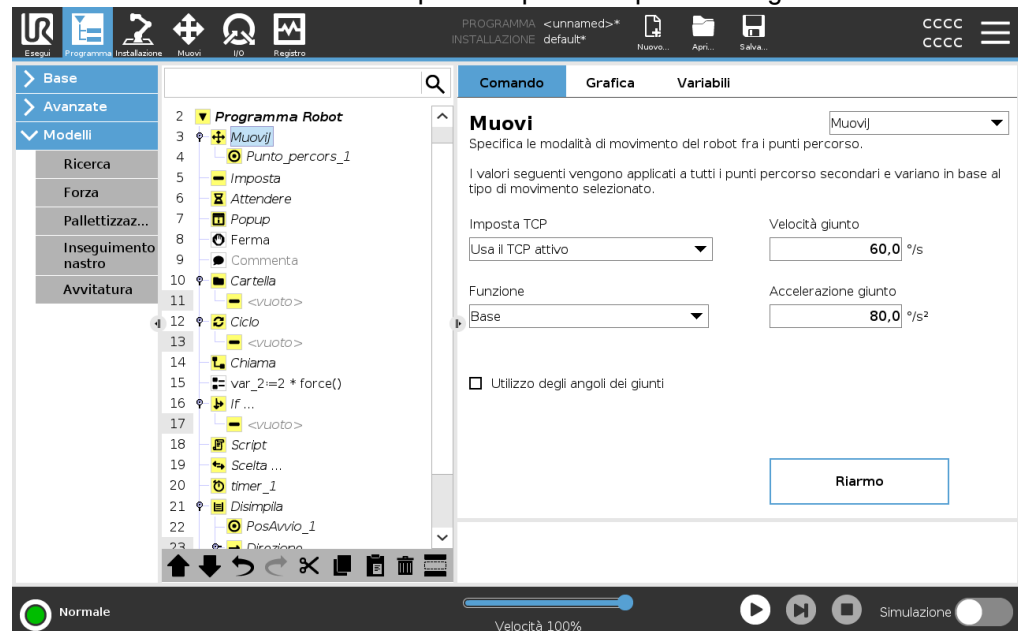 PROGRAMMA <unnamed>*
INSTALLAZIONE default*
Esegui
Programma
Installazione
Muovi
I/O
Registro
Nuovo...
Apri...
Salva...
cccc
cccc
Base
Avanzate
Modelli
Ricerca
Forza
Pallettizzaz...
Inseguimento
nastro
Avvitatura
2 Programma Robot
3 MuoviJ
4 Punto_percors_1
5 Imposta
6 Attendere
7 Popup
8 Ferma
9 Commenta
10 Cartella
11 <vuoto>
12 Ciclo
13 <vuoto>
14 Chiama
15 var_2:=2 * force()
16 If ...
17 <vuoto>
18 Script
19 Scelta ...
20 timer_1
21 Disimpila
22 PosAvvio_1
23 Direzione
Comando
Grafica
Variabili
Muovi
MuoviJ
Specifica le modalità di movimento del robot fra i punti percorso.
I valori seguenti vengono applicati a tutti i punti percorso secondari e variano in base al
tipo di movimento selezionato.
Imposta TCP
Velocità giunto
Usa il TCP attivo
60,0 °/s
Funzione
Accelerazione giunto
Base
80,0 °/s²
Utilizzo degli angoli dei giunti
Riarmo
Normale
Velocità 100%
Simulazione